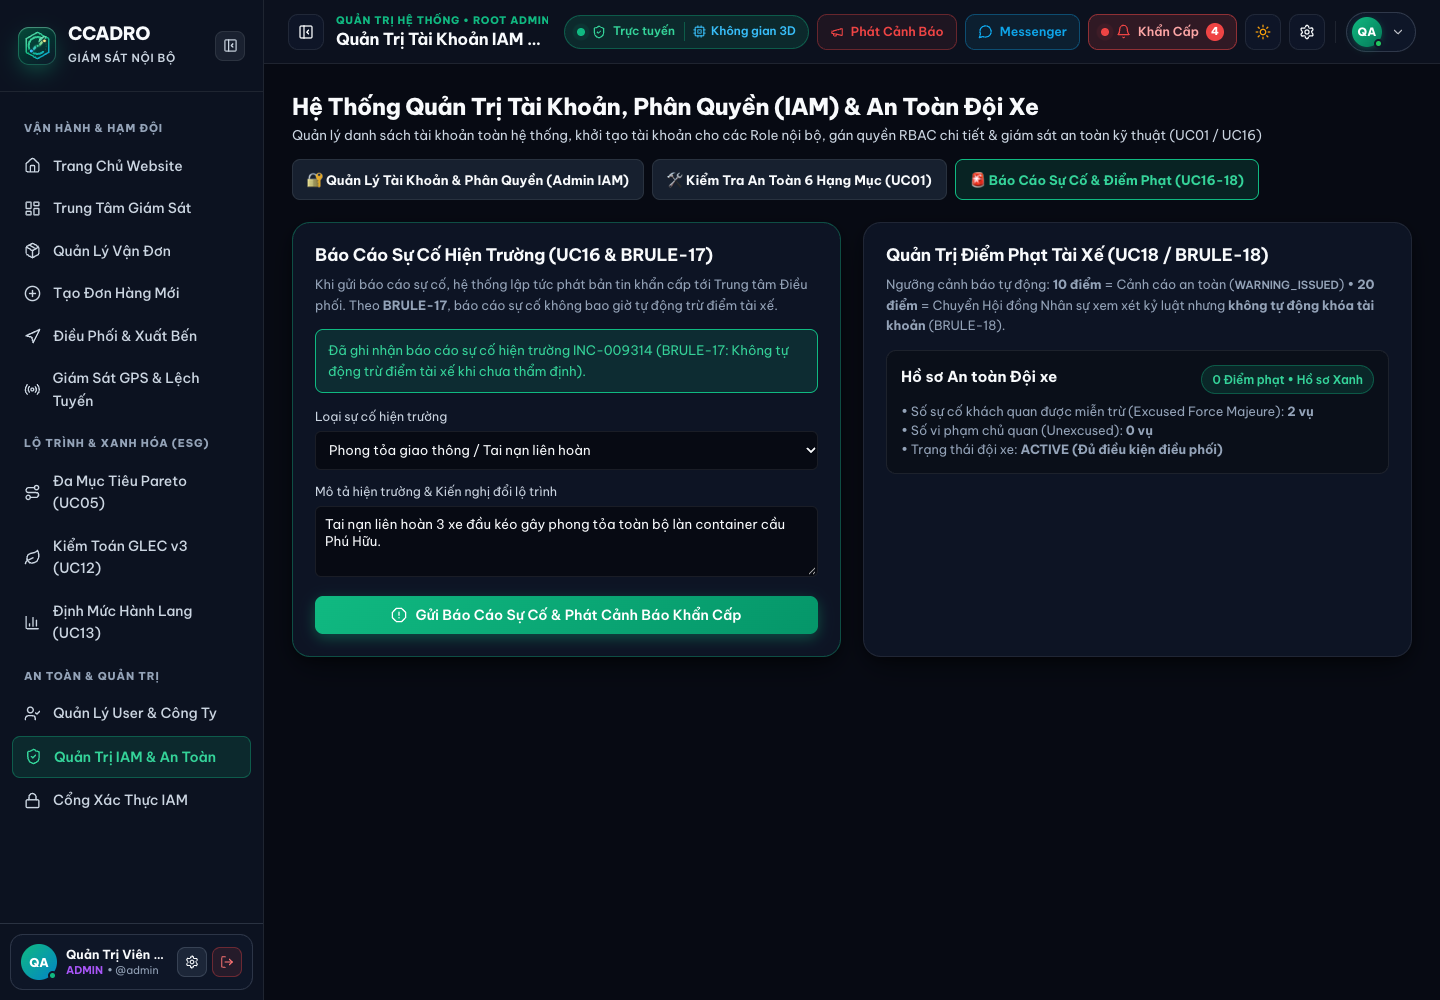 CCADRO
GIÁM SÁT NỘI BỘ
VẬN HÀNH & HẠM ĐỘI
Trang Chủ Website
Trung Tâm Giám Sát
Quản Lý Vận Đơn
Tạo Đơn Hàng Mới
Điều Phối & Xuất Bến
Giám Sát GPS & Lệch
Tuyến
LỘ TRÌNH & XANH HÓA (ESG)
Đa Mục Tiêu Pareto
(UC05)
Kiểm Toán GLEC v3
(UC12)
Định Mức Hành Lang
(UC13)
AN TOÀN & QUẢN TRỊ
Quản Lý User & Công Ty
Quản Trị IAM & An Toàn
Cổng Xác Thực IAM
QA
Quản Trị Viên ...
ADMIN • @admin
QUẢN TRỊ HỆ THỐNG • ROOT ADMIN
Quản Trị Tài Khoản IAM ...
Trực tuyến
Không gian 3D
Phát Cảnh Báo
Messenger
Khẩn Cấp 4
QA
Hệ Thống Quản Trị Tài Khoản, Phân Quyền (IAM) & An Toàn Đội Xe
Quản lý danh sách tài khoản toàn hệ thống, khởi tạo tài khoản cho các Role nội bộ, gán quyền RBAC chi tiết & giám sát an toàn kỹ thuật (UC01 / UC16)
🔐 Quản Lý Tài Khoản & Phân Quyền (Admin IAM)
🛠️ Kiểm Tra An Toàn 6 Hạng Mục (UC01)
🚨 Báo Cáo Sự Cố & Điểm Phạt (UC16-18)
Báo Cáo Sự Cố Hiện Trường (UC16 & BRULE-17)
Khi gửi báo cáo sự cố, hệ thống lập tức phát bản tin khẩn cấp tới Trung tâm Điều
phối. Theo BRULE-17, báo cáo sự cố không bao giờ tự động trừ điểm tài xế.
Đã ghi nhận báo cáo sự cố hiện trường INC-009314 (BRULE-17: Không tự
động trừ điểm tài xế khi chưa thẩm định).
Loại sự cố hiện trường
Phong tỏa giao thông / Tai nạn liên hoàn
Mô tả hiện trường & Kiến nghị đổi lộ trình
Tai nạn liên hoàn 3 xe đầu kéo gây phong tỏa toàn bộ làn container cầu
Phú Hữu.
Gửi Báo Cáo Sự Cố & Phát Cảnh Báo Khẩn Cấp
Quản Trị Điểm Phạt Tài Xế (UC18 / BRULE-18)
Ngưỡng cảnh báo tự động: 10 điểm = Cảnh cáo an toàn (WARNING_ISSUED) • 20
điểm = Chuyển Hội đồng Nhân sự xem xét kỷ luật nhưng không tự động khóa tài
khoản (BRULE-18).
Hồ sơ An toàn Đội xe
0 Điểm phạt • Hồ sơ Xanh
• Số sự cố khách quan được miễn trừ (Excused Force Majeure): 2 vụ
• Số vi phạm chủ quan (Unexcused): 0 vụ
• Trạng thái đội xe: ACTIVE (Đủ điều kiện điều phối)